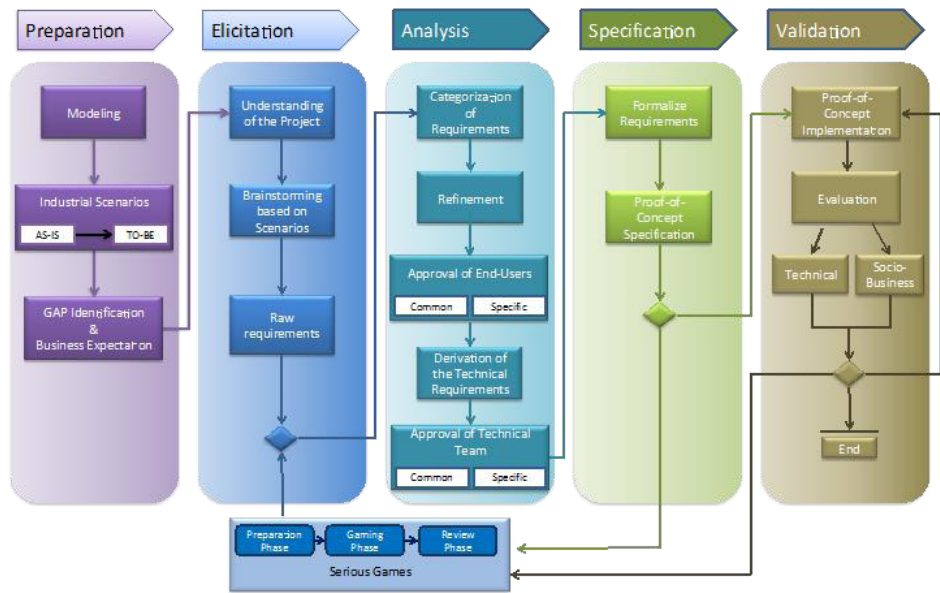 Preparation
Elicitation
Analysis
Specification
Validation
Modeling
Industrial Scenarios
AS-IS
TO-BE
GAP Identification
&
Business Expectation
Understanding
of the Project
Brainstorming
based on
Scenarios
Raw
requirements
Categorization
of
Requirements
Refinement
Approval of End-Users
Common
Specific
Derivation of
the Technical
Requirements
Approval of Technical
Team
Common
Specific
Formalize
Requirements
Proof-of-
Concept
Specification
Proof-of-
Concept
Implementation
Evaluation
Technical
Socio-
Business
End
Preparation
Phase
Gaming
Phase
Review
Phase
Serious Games